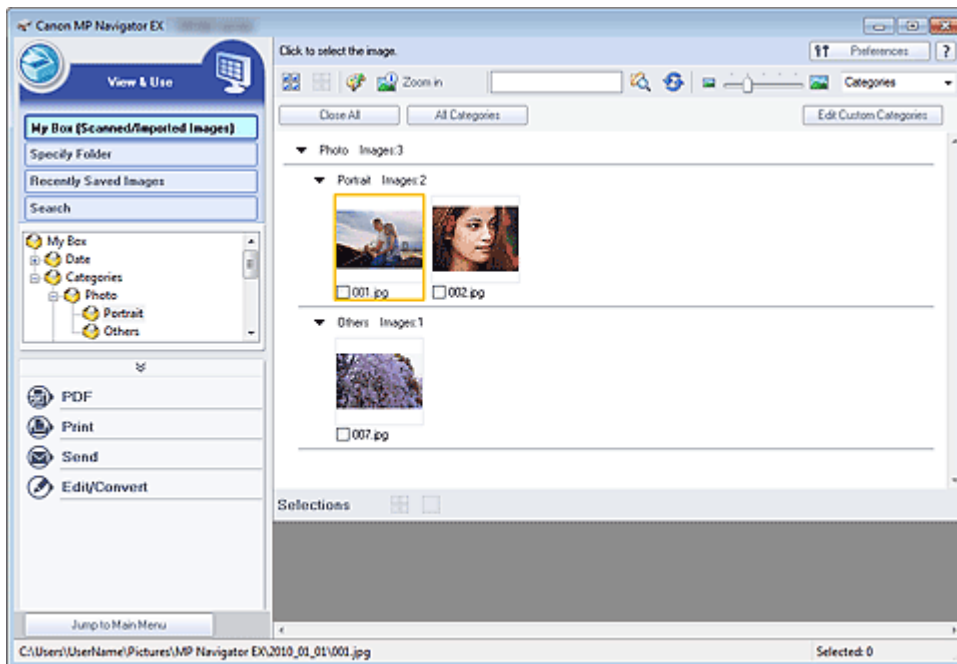 Canon MP Navigator EX
View & Use
Click to select the image.
Preferences
?
Zoom in
Categories
My Box (Scanned/Imported Images)
Specify Folder
Recently Saved Images
Search
Close All
All Categories
Edit Custom Categories
My Box
Date
Categories
Photo
Portrait
Others
Photo Images:3
Portrait Images:2
001.jpg
002.jpg
Others Images:1
007.jpg
PDF
Print
Send
Edit/Convert
Selections
Jump to Main Menu
C:\Users\UserName\Pictures\MP Navigator EX\2010_01_01\001.jpg
Selected: 0